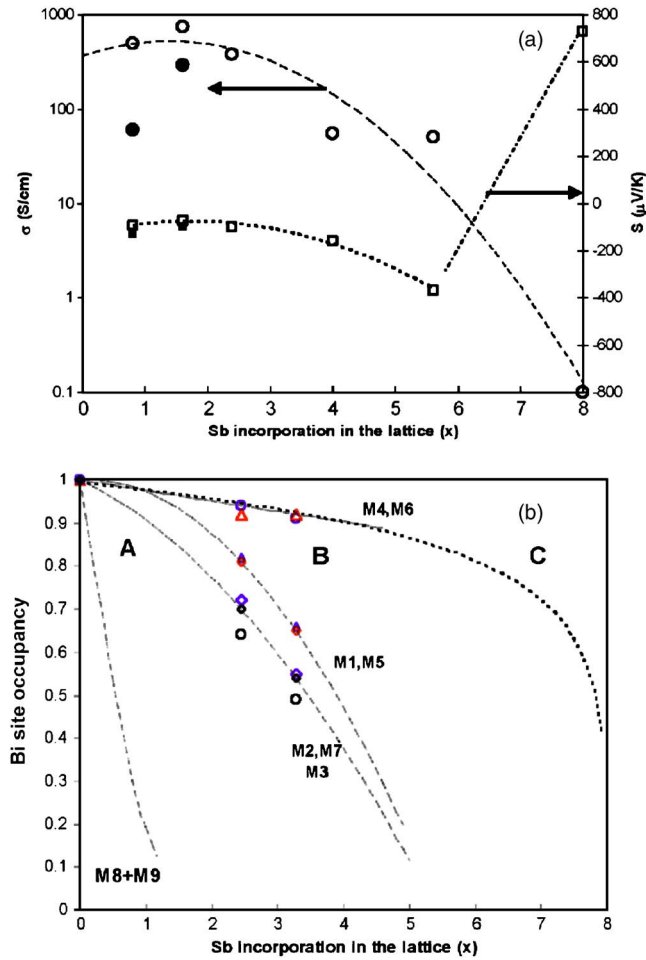 (a)
1000
100
10
1
0.1
σ (S/cm)
800
600
400
200
0
-200
-400
-600
-800
S (μV/K)
0 1 2 3 4 5 6 7 8
Sb incorporation in the lattice (x)
(b)
1
0.9
0.8
0.7
0.6
0.5
0.4
0.3
0.2
0.1
0
Bi site occupancy
M4,M6
A B C
M1,M5
M2,M7
M3
M8+M9
0 1 2 3 4 5 6 7 8
Sb incorporation in the lattice (x)